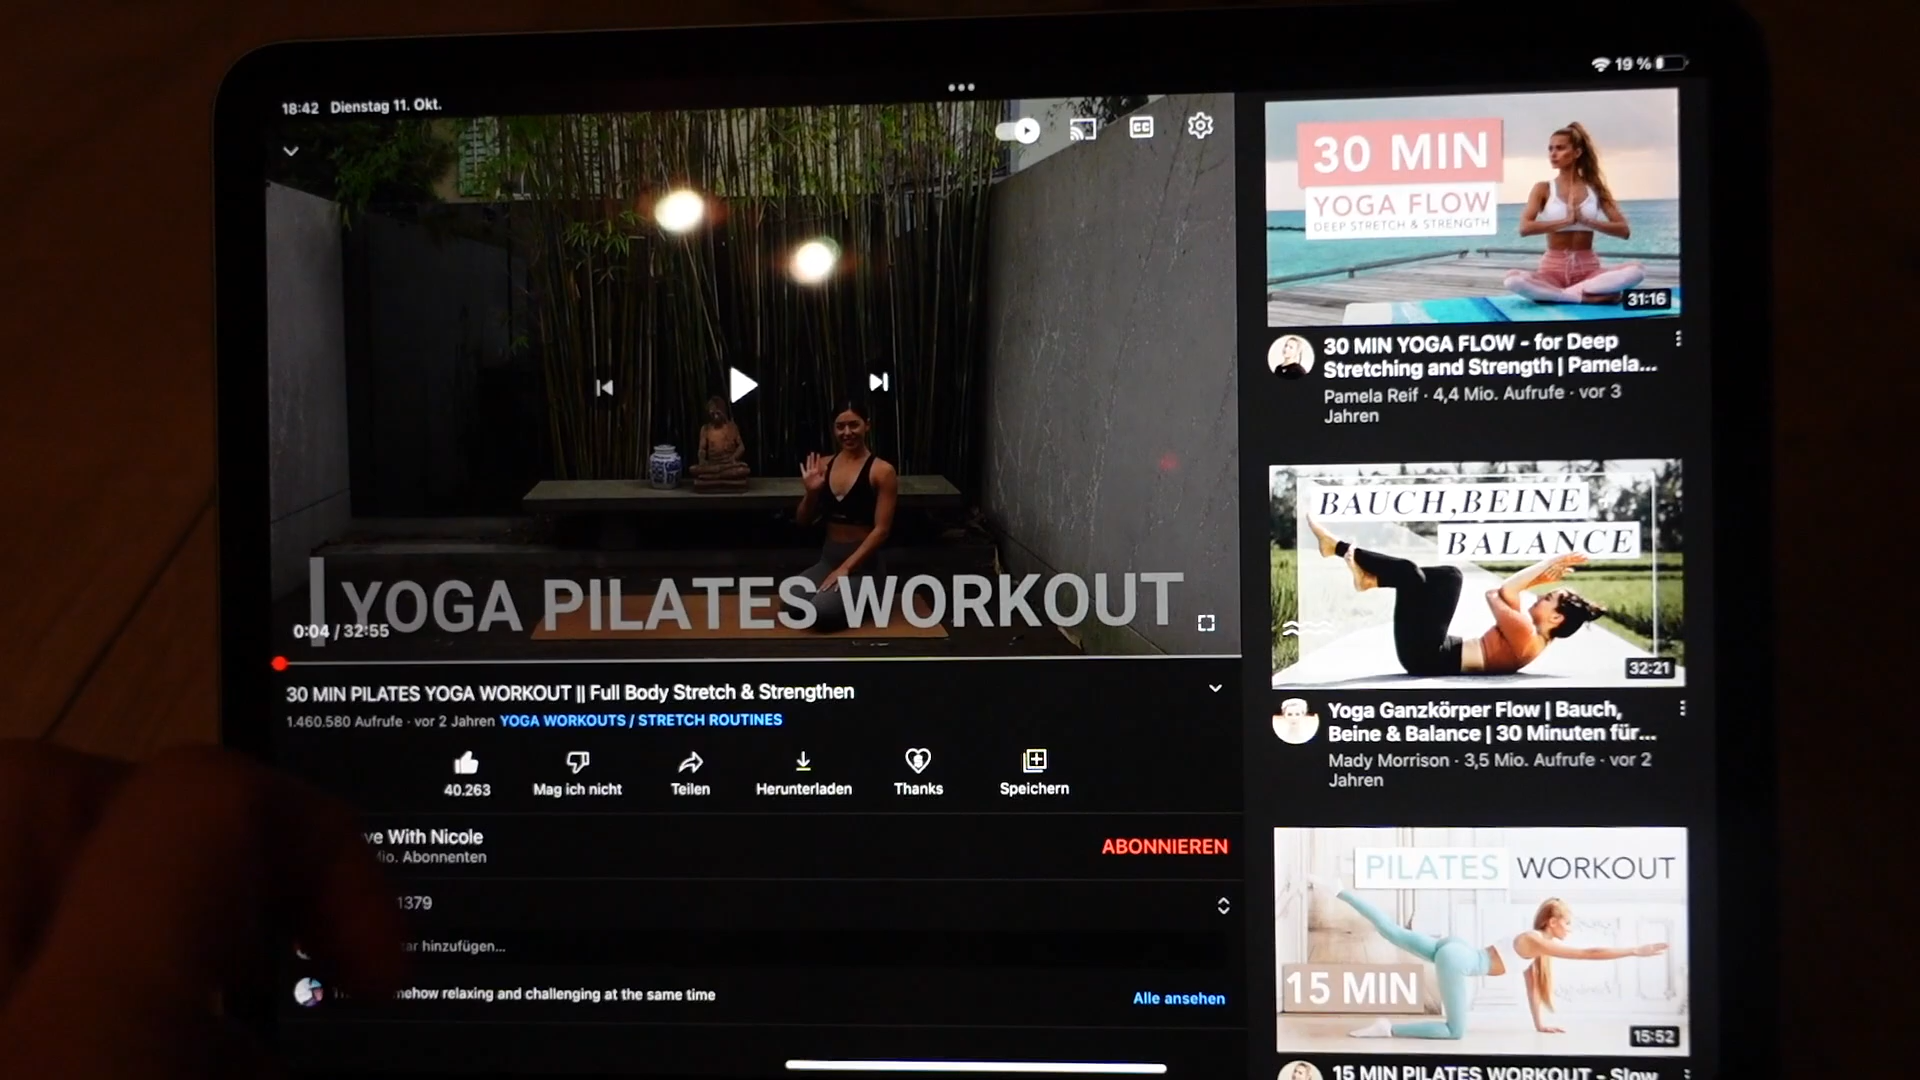 18:42 Dienstag 11. Okt.
19 %
CC
YOGA PILATES WORKOUT
0:04 / 32:55
30 MIN PILATES YOGA WORKOUT || Full Body Stretch & Strengthen
1.460.580 Aufrufe · vor 2 Jahren YOGA WORKOUTS / STRETCH ROUTINES
40.263
Mag ich nicht
Teilen
Herunterladen
Thanks
Speichern
With Nicole
Abonnenten
ABONNIEREN
1379
hinzufügen...
relaxing and challenging at the same time
Alle ansehen
30 MIN
YOGA FLOW
DEEP STRETCH & STRENGTH
31:16
30 MIN YOGA FLOW - for Deep
Stretching and Strength | Pamela...
Pamela Reif · 4,4 Mio. Aufrufe · vor 3
Jahren
BAUCH, BEINE
BALANCE
32:21
Yoga Ganzkörper Flow | Bauch,
Beine & Balance | 30 Minuten für...
Mady Morrison · 3,5 Mio. Aufrufe · vor 2
Jahren
PILATES WORKOUT
15 MIN
15:52
15 MIN PILATES WORKOUT - Slow